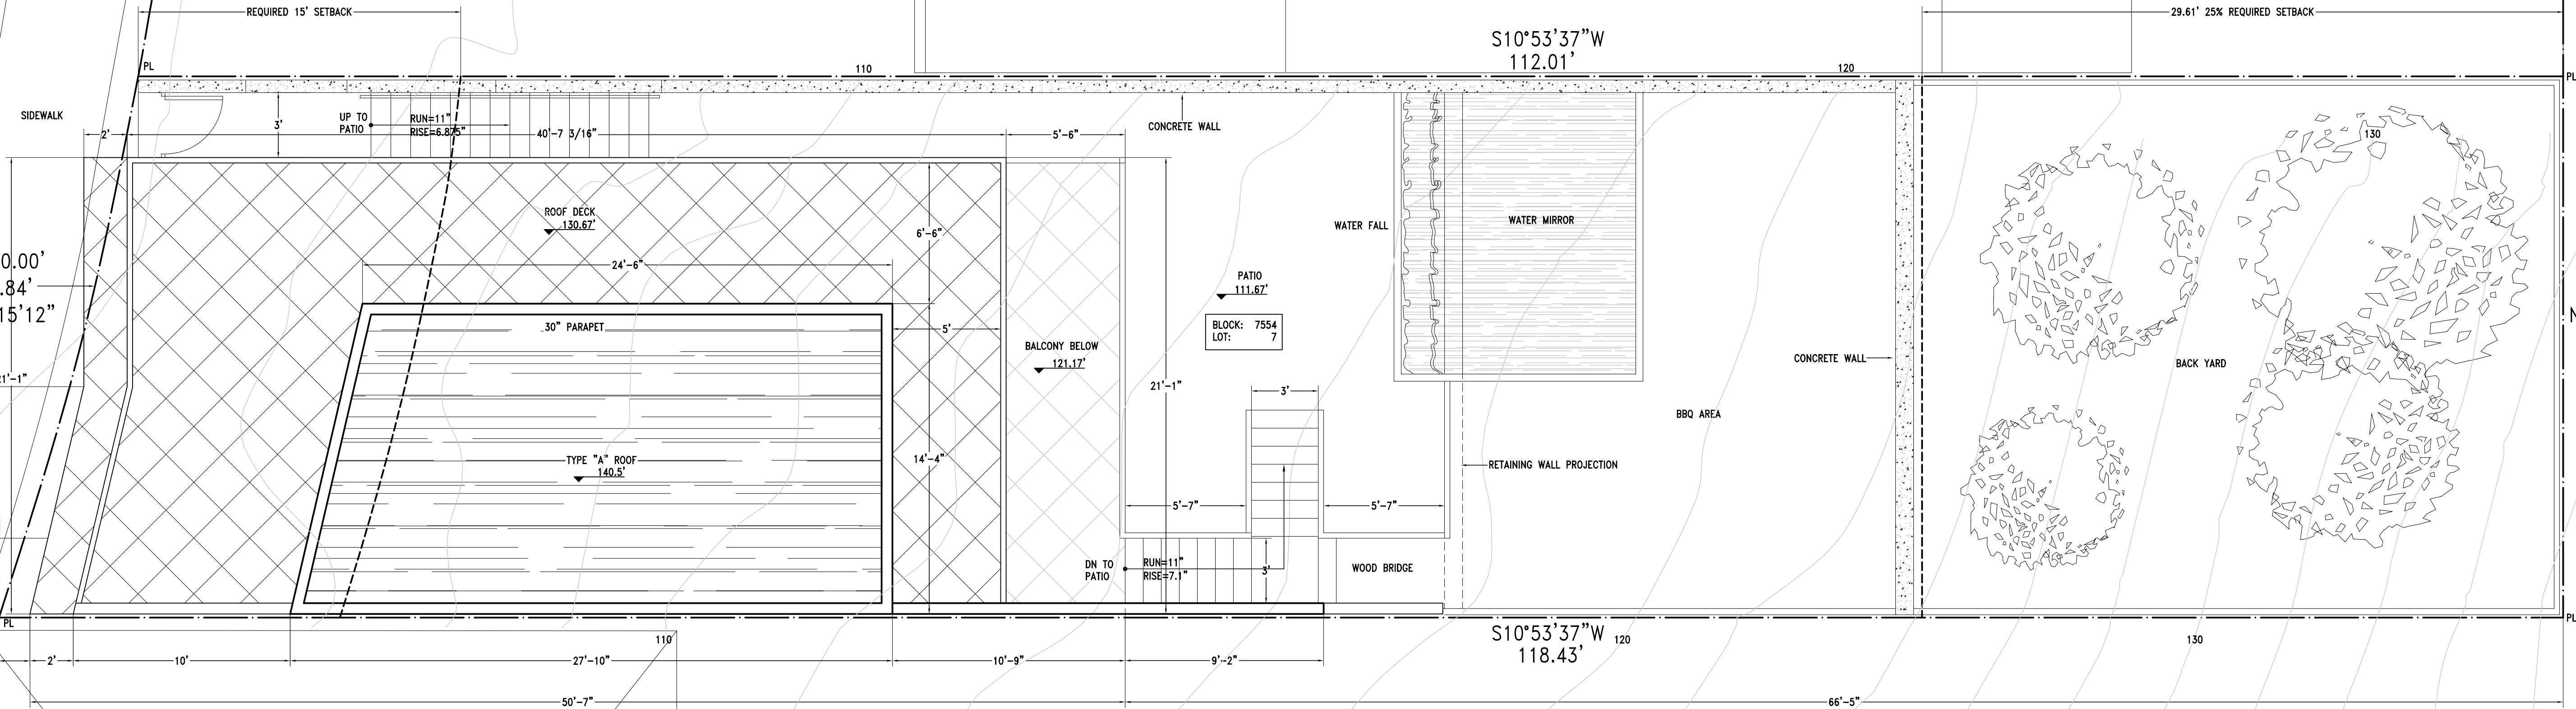 REQUIRED 15' SETBACK
29.61' 25% REQUIRED SETBACK
S10°53'37"W
112.01'
PL
110
120
PL
SIDEWALK
2'
3'
UP TO
PATIO
RUN=11"
RISE=6.875"
40'-7 3/16"
5'-6"
CONCRETE WALL
130
ROOF DECK
130.67'
6'-6"
WATER FALL
WATER MIRROR
0.00'
.84'
15'12"
24'-6"
PATIO
111.67'
30" PARAPET
5'
BLOCK: 7554
LOT: 7
N
BALCONY BELOW
121.17'
CONCRETE WALL
BACK YARD
21'-1"
21'-1"
3'
BBQ AREA
14'-4"
TYPE "A" ROOF
140.5'
RETAINING WALL PROJECTION
5'-7"
5'-7"
DN TO
PATIO
RUN=11"
RISE=7.1"
3'
WOOD BRIDGE
PL
PL
110
S10°53'37"W
118.43'
120
130
2'
10'
27'-10"
10'-9"
9'-2"
50'-7"
66'-5"